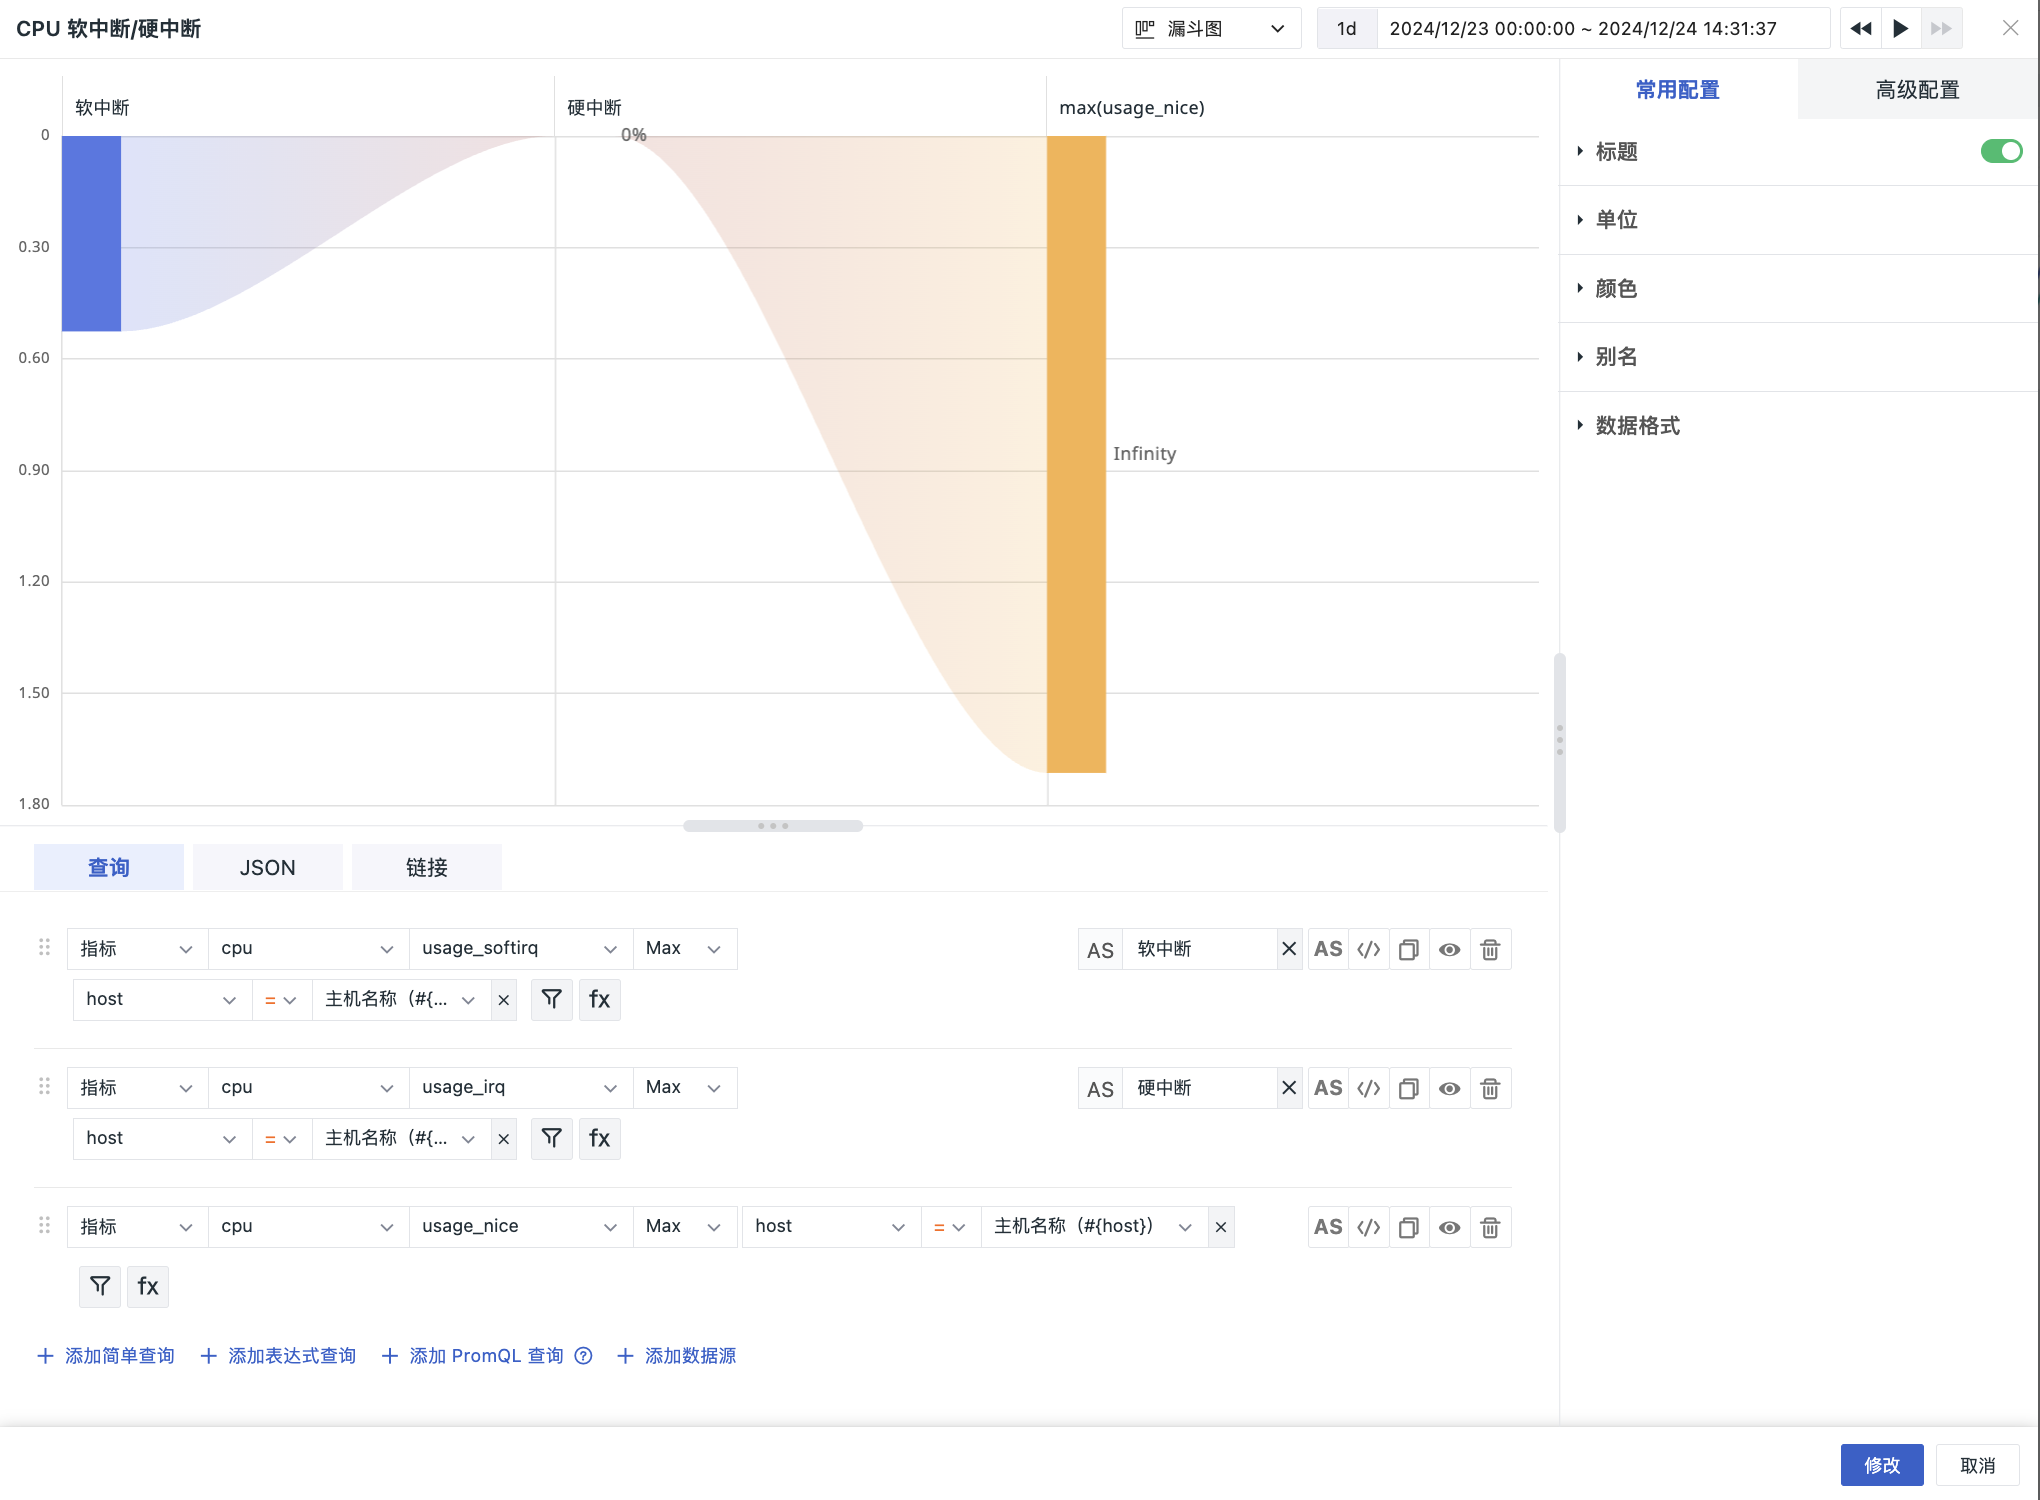 CPU 软中断/硬中断
漏斗图
1d 2024/12/23 00:00:00 ~ 2024/12/24 14:31:37
软中断 硬中断 max(usage_nice)
0
0%
0.30
0.60
0.90
Infinity
1.20
1.50
1.80
常用配置 高级配置
标题
单位
颜色
别名
数据格式
查询 JSON 链接
指标 cpu usage_softirq Max AS 软中断 AS
host = 主机名称（#{... fx
指标 cpu usage_irq Max AS 硬中断 AS
host = 主机名称（#{... fx
指标 cpu usage_nice Max host = 主机名称（#{host}） AS
fx
添加简单查询 添加表达式查询 添加 PromQL 查询 添加数据源
修改 取消